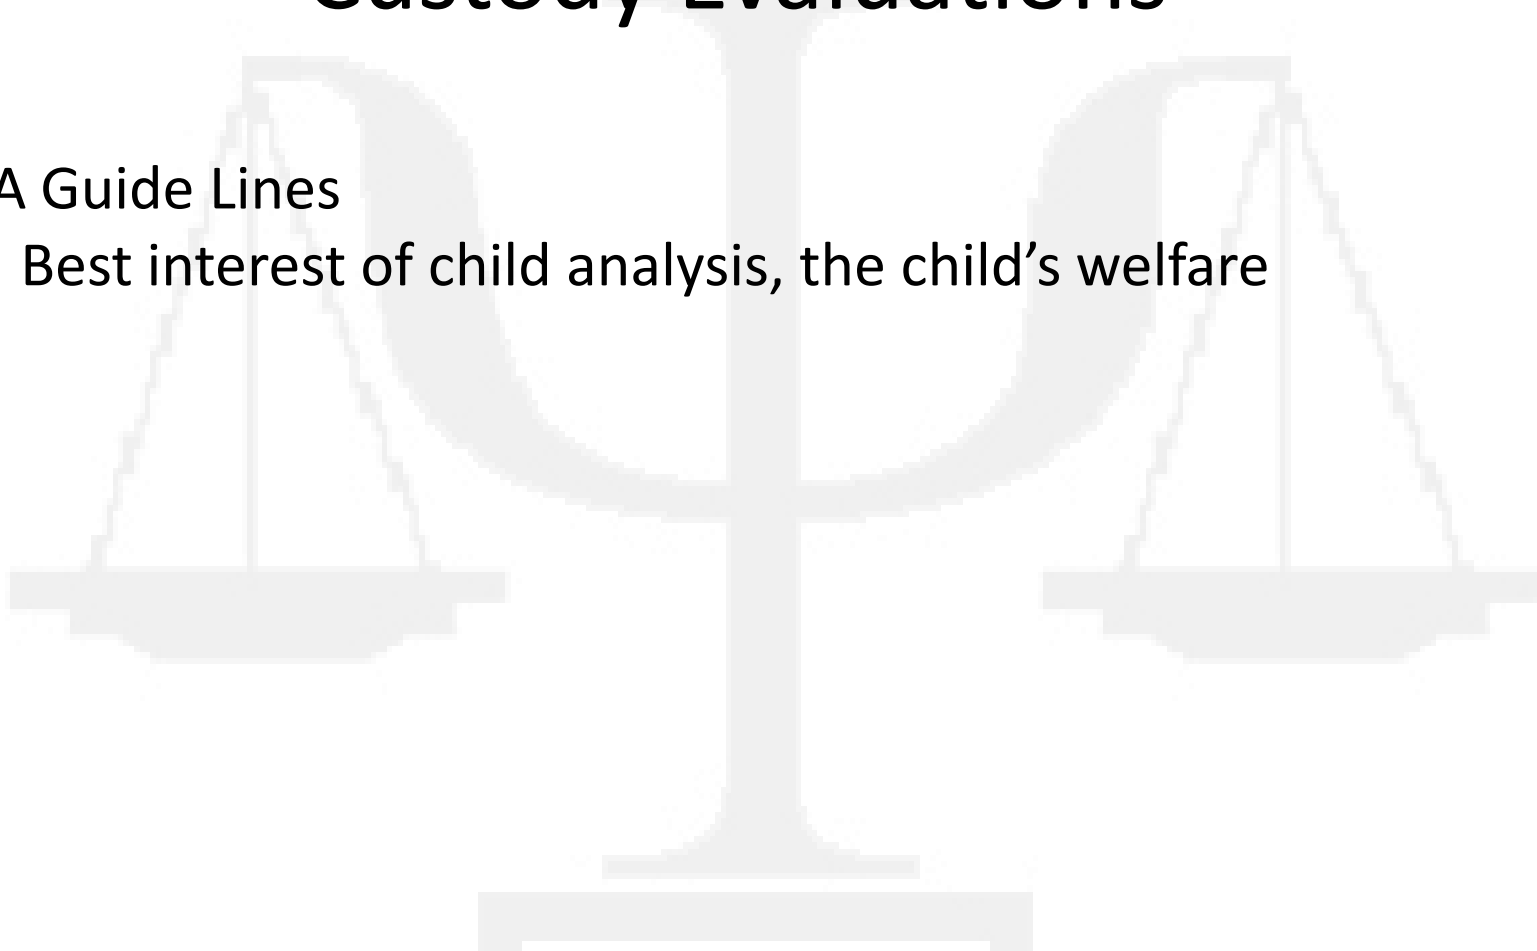 Custody Evaluations
A Guide Lines
Best interest of child analysis, the child’s welfare